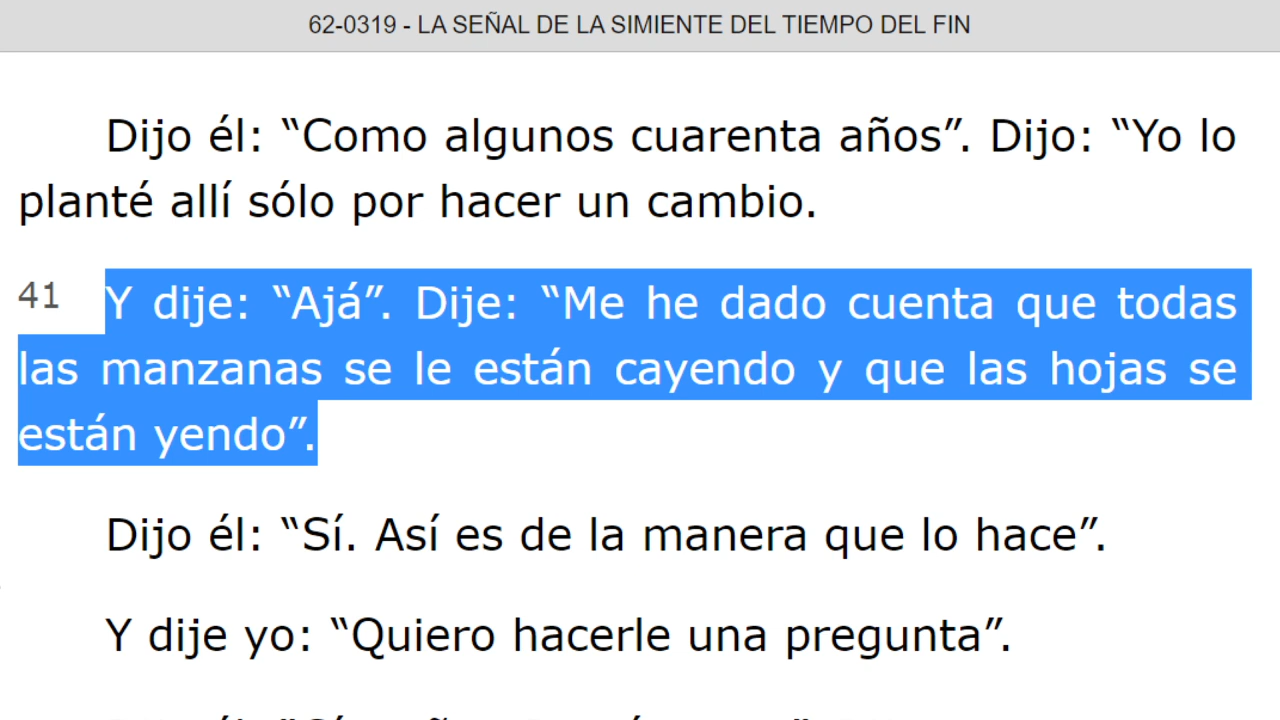 62-0319 - LA SEÑAL DE LA SIMIENTE DEL TIEMPO DEL FIN
Dijo él: “Como algunos cuarenta años”. Dijo: “Yo lo
planté allí sólo por hacer un cambio.
41 Y dije: “Ajá”. Dije: “Me he dado cuenta que todas
las manzanas se le están cayendo y que las hojas se
están yendo”.
Dijo él: “Sí. Así es de la manera que lo hace”.
Y dije yo: “Quiero hacerle una pregunta”.